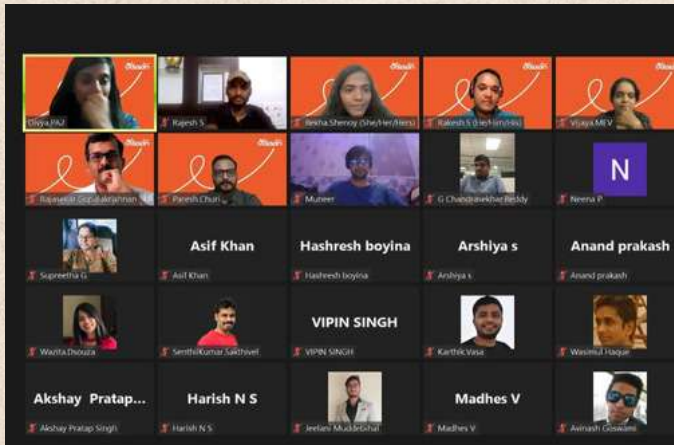 Divya.PAJ
Rajesh S
Rekha.Shenoy (She/Her/Hers)
Rakesh.S (He/Him/His)
Vijaya.MEV
Rajasekar Gopalakrishnan
Paresh.Churi
Muneer
G Chandrasekhar Reddy
N
Neena P
Supreetha G
Asif Khan
Asif Khan
Hashresh boyina
Hashresh boyina
Arshiya s
Arshiya s
Anand prakash
Anand prakash
Wazita.Dsouza
SenthilKumar.Sakthivel
VIPIN SINGH
VIPIN SINGH
Karthik.Vasa
Wasimul Haque
Akshay Pratap...
Akshay Pratap Singh
Harish N S
Harish N S
Jeelani Muddebihal
Madhes V
Madhes V
Avinash Goswami